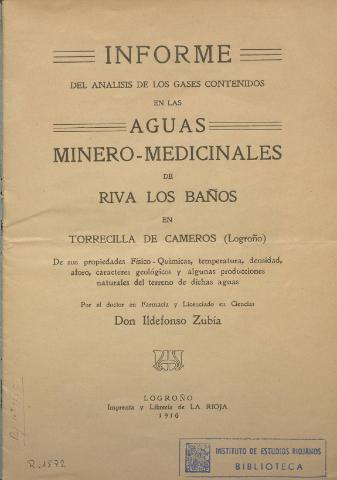 INFORME
DEL ANALISIS DE LOS GASES CONTENIDOS
EN LAS
AGUAS
MINERO-MEDICINALES
DE
RIVA LOS BAÑOS
EN
TORRECILLA DE CAMEROS (Logroño)
De sus propiedades Físico-Químicas, temperatura, densidad,
aforo, caracteres geológicos y algunas producciones
naturales del terreno de dichas aguas
Por el doctor en Farmacia y Licenciado en Ciencias
Don Ildefonso Zubía
LOGROÑO
Imprenta y Librería de LA RIOJA
1910
INSTITUTO DE ESTUDIOS RIOJANOS
BIBLIOTECA
R. 1572